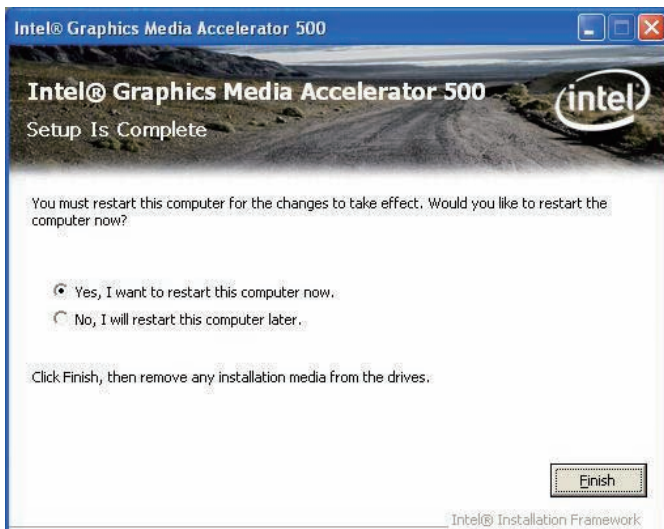 Intel® Graphics Media Accelerator 500
Intel® Graphics Media Accelerator 500
intel
Setup Is Complete
You must restart this computer for the changes to take effect. Would you like to restart the
computer now?
Yes, I want to restart this computer now.
No, I will restart this computer later.
Click Finish, then remove any installation media from the drives.
Finish
Intel® Installation Framework